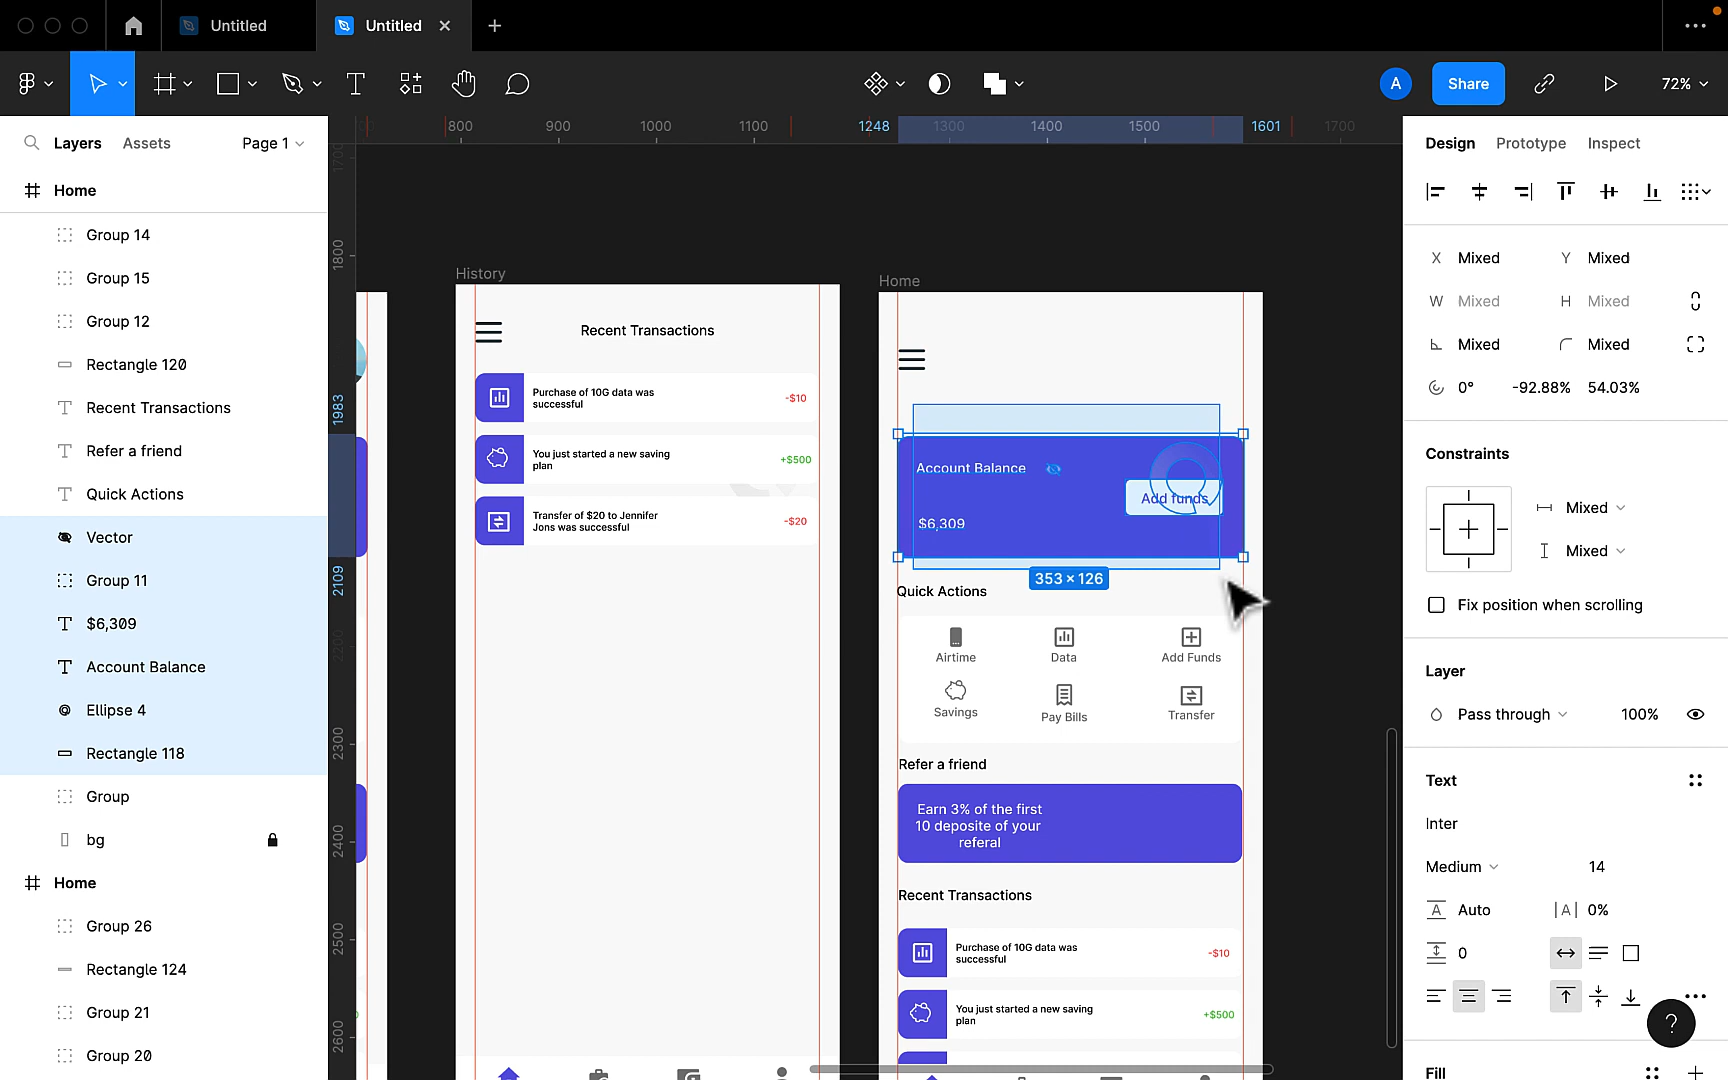 Untitled
Untitled
A
Share
72%
Layers
Assets
Page 1
Home
Group 14
Group 15
Group 12
Rectangle 120
Recent Transactions
Refer a friend
Quick Actions
Vector
Group 11
$6,309
Account Balance
Ellipse 4
Rectangle 118
Group
bg
Home
Group 26
Rectangle 124
Group 21
Group 20
800
900
1000
1100
1248
1300
1400
1500
1601
1700
1700
1800
1983
2109
2200
2300
2400
2500
2600
History
Recent Transactions
Purchase of 10G data was
successful
-$10
You just started a new saving
plan
+$500
Transfer of $20 to Jennifer
Jons was successful
-$20
Home
Account Balance
Add funds
$6,309
353 × 126
Quick Actions
Airtime
Data
Add Funds
Savings
Pay Bills
Transfer
Refer a friend
Earn 3% of the first
10 deposite of your
referal
Recent Transactions
Purchase of 10G data was
successful
-$10
You just started a new saving
plan
+$500
Design
Prototype
Inspect
X Mixed
Y Mixed
W Mixed
H Mixed
Mixed
Mixed
0°
-92.88%
54.03%
Constraints
Mixed
Mixed
Fix position when scrolling
Layer
Pass through
100%
Text
Inter
Medium
14
A Auto
|A| 0%
0
?
Fill